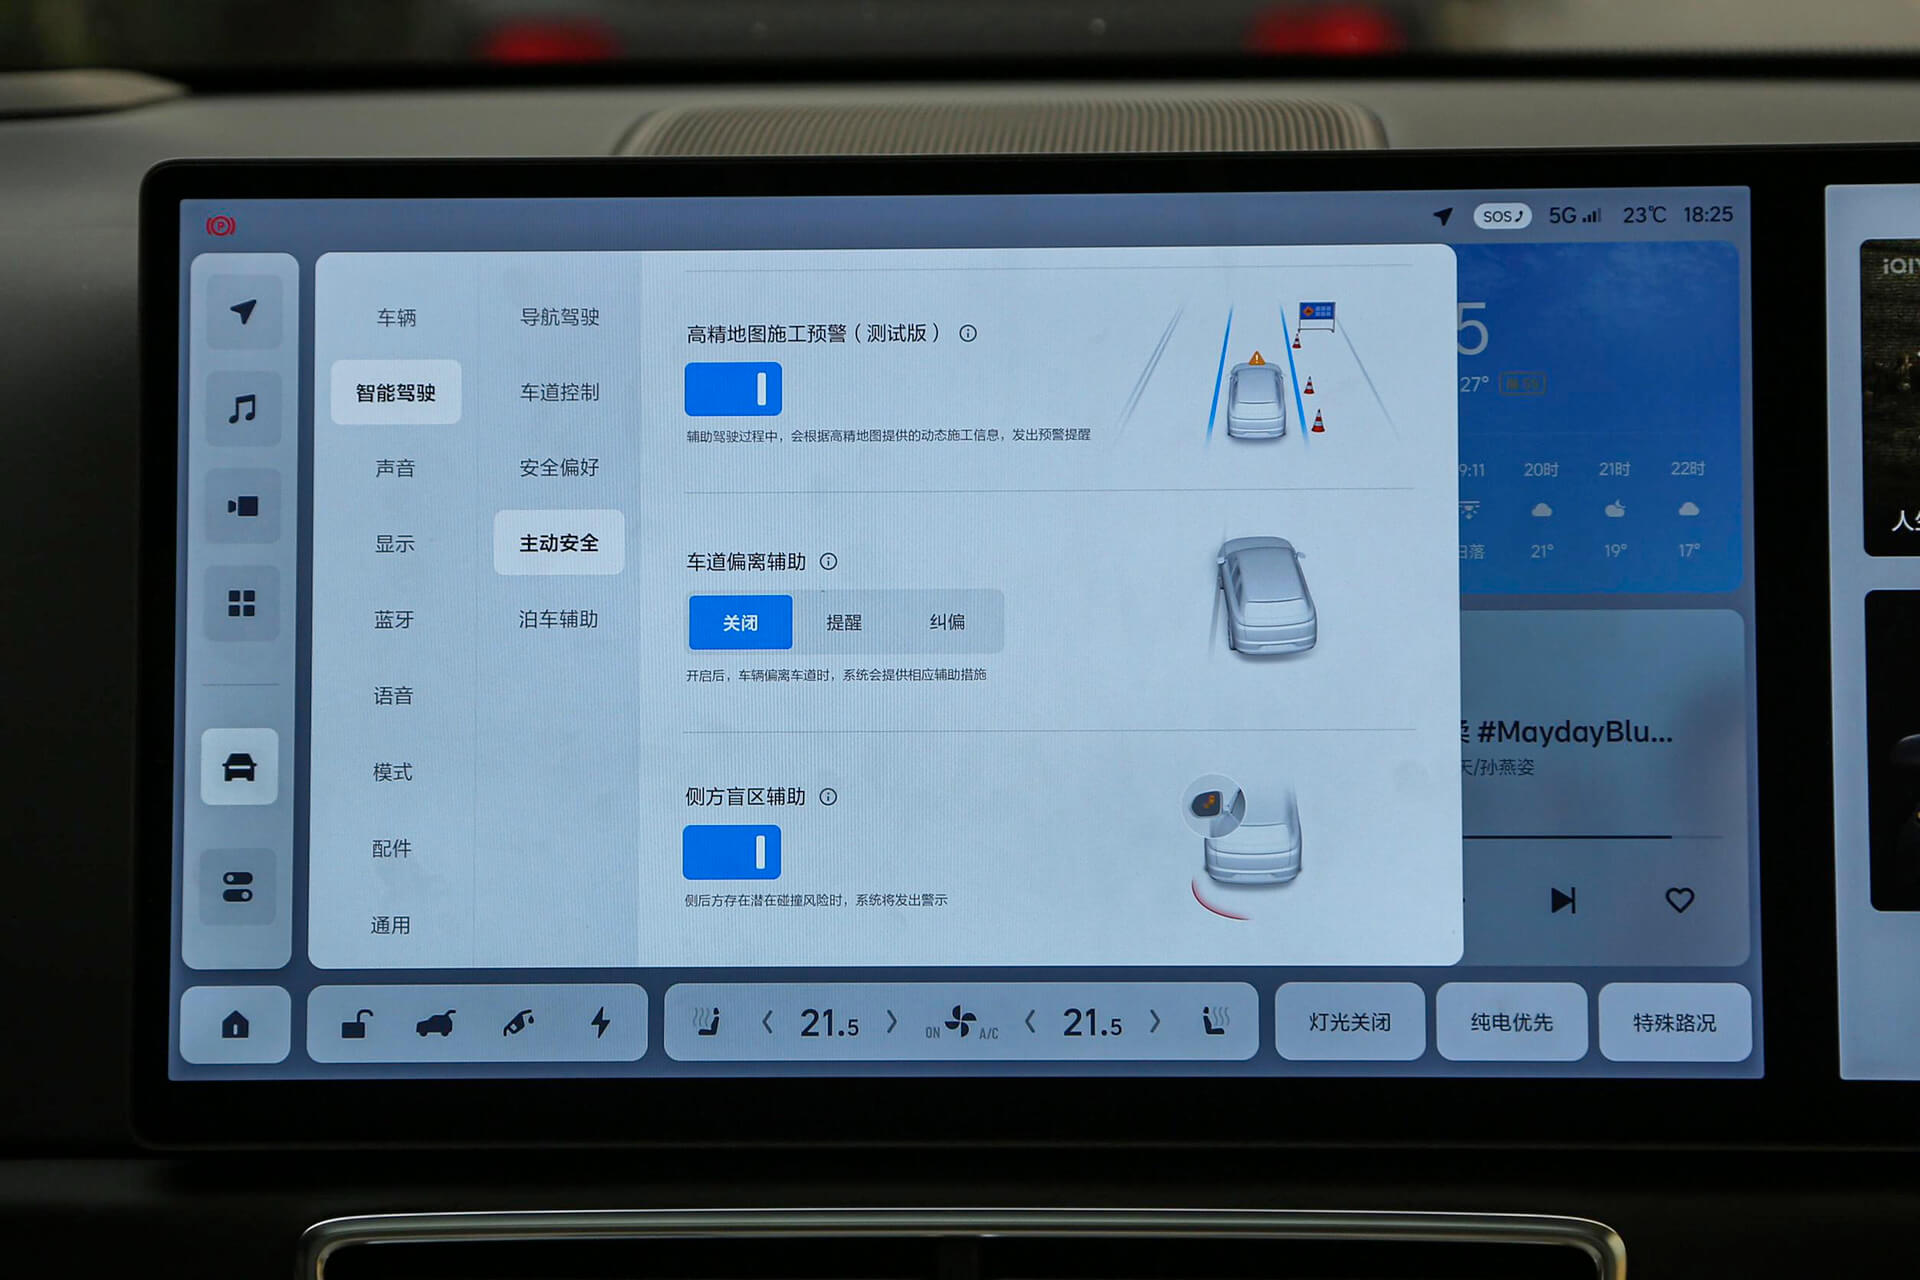 SOS 5G 23℃ 18:25
车辆
智能驾驶
声音
显示
蓝牙
语音
模式
配件
通用
导航驾驶
车道控制
安全偏好
主动安全
泊车辅助
高精地图施工预警（测试版）
辅助驾驶过程中，会根据高精地图提供的动态施工信息，发出预警提醒
车道偏离辅助
关闭 提醒 纠偏
开启后，车辆偏离车道时，系统会提供相应辅助措施
侧方盲区辅助
侧后方存在潜在碰撞风险时，系统将发出警示
5
27°
9:11 20时 21时 22时
日落 21° 19° 17°
#MaydayBlu...
天/孙燕姿
21.5 ON A/C 21.5
灯光关闭 纯电优先 特殊路况
iQIY
人生